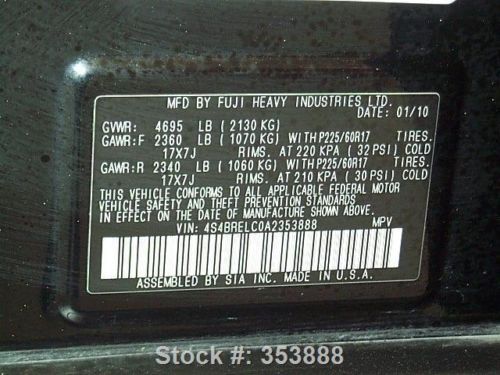 MFD BY FUJI HEAVY INDUSTRIES LTD.
DATE: 01/10
GVWR: 4695 LB (2130 KG)
GAWR:F 2360 LB (1070 KG) WITH P225/60R17 TIRES.
17X7J RIMS. AT 220 KPA (32 PSI) COLD
GAWR:R 2340 LB (1060 KG) WITH P225/60R17 TIRES.
17X7J RIMS. AT 210 KPA (30 PSI) COLD
THIS VEHICLE CONFORMS TO ALL APPLICABLE FEDERAL MOTOR
VEHICLE SAFETY AND THEFT PREVENTION STANDARDS
IN EFFECT ON THE DATE OF MANUFACTURE SHOWN ABOVE.
VIN: 4S4BRELC0A2353888 MPV
ASSEMBLED BY SIA INC. MADE IN U.S.A.
Stock #: 353888